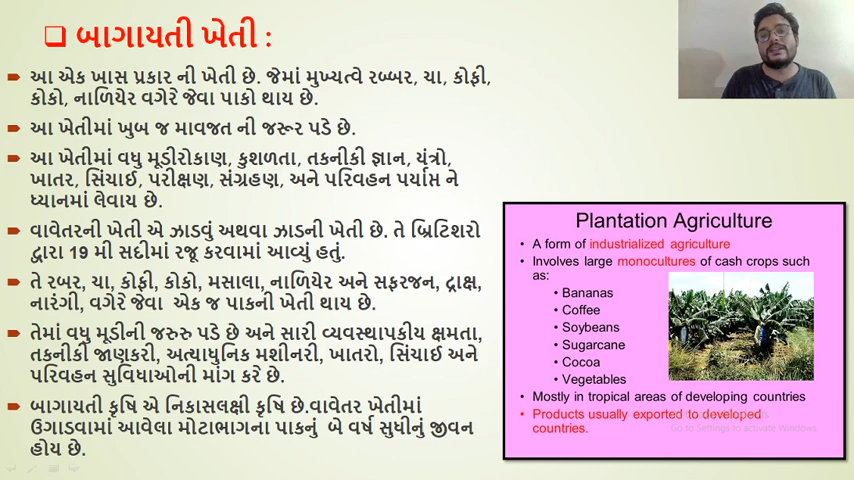 ❑ બાગાયતી ખેતી :
આ એક ખાસ પ્રકાર ની ખેતી છે. જેમાં મુખ્યત્વે રબ્બર, ચા, કોફી,
કોકો, નાળિયેર વગેરે જેવા પાકો થાય છે.
આ ખેતીમાં ખુબ જ માવજત ની જરૂર પડે છે.
આ ખેતીમાં વધુ મૂડીરોકાણ, કુશળતા, તકનીકી જ્ઞાન, યંત્રો,
ખાતર, સિંચાઈ, પરીક્ષણ, સંગ્રહણ, અને પરિવહન પર્યાપ્ત ને
ધ્યાનમાં લેવાય છે.
વાવેતરની ખેતી એ ઝાડવું અથવા ઝાડની ખેતી છે. તે બ્રિટિશરો
દ્વારા 19 મી સદીમાં રજૂ કરવામાં આવ્યું હતું.
તે રબર, ચા, કોફી, કોકો, મસાલા, નાળિયેર અને સફરજન, દ્રાક્ષ,
નારંગી, વગેરે જેવા એક જ પાકની ખેતી થાય છે.
તેમાં વધુ મૂડીની જરુરુ પડે છે અને સારી વ્યવસ્થાપકીય ક્ષમતા,
તકનીકી જાણકરી, અત્યાધુનિક મશીનરી, ખાતરો, સિંચાઈ અને
પરિવહન સુવિધાઓની માંગ કરે છે.
બાગાયતી કૃષિ એ નિકાસલક્ષી કૃષિ છે.વાવેતર ખેતીમાં
ઉગાડવામાં આવેલા મોટાભાગના પાકનું બે વર્ષ સુધીનું જીવન
હોય છે.
Plantation Agriculture
• A form of industrialized agriculture
• Involves large monocultures of cash crops such
as:
• Bananas
• Coffee
• Soybeans
• Sugarcane
• Cocoa
• Vegetables
• Mostly in tropical areas of developing countries
• Products usually exported to developed
countries.
Go to Settings to activate Windows.